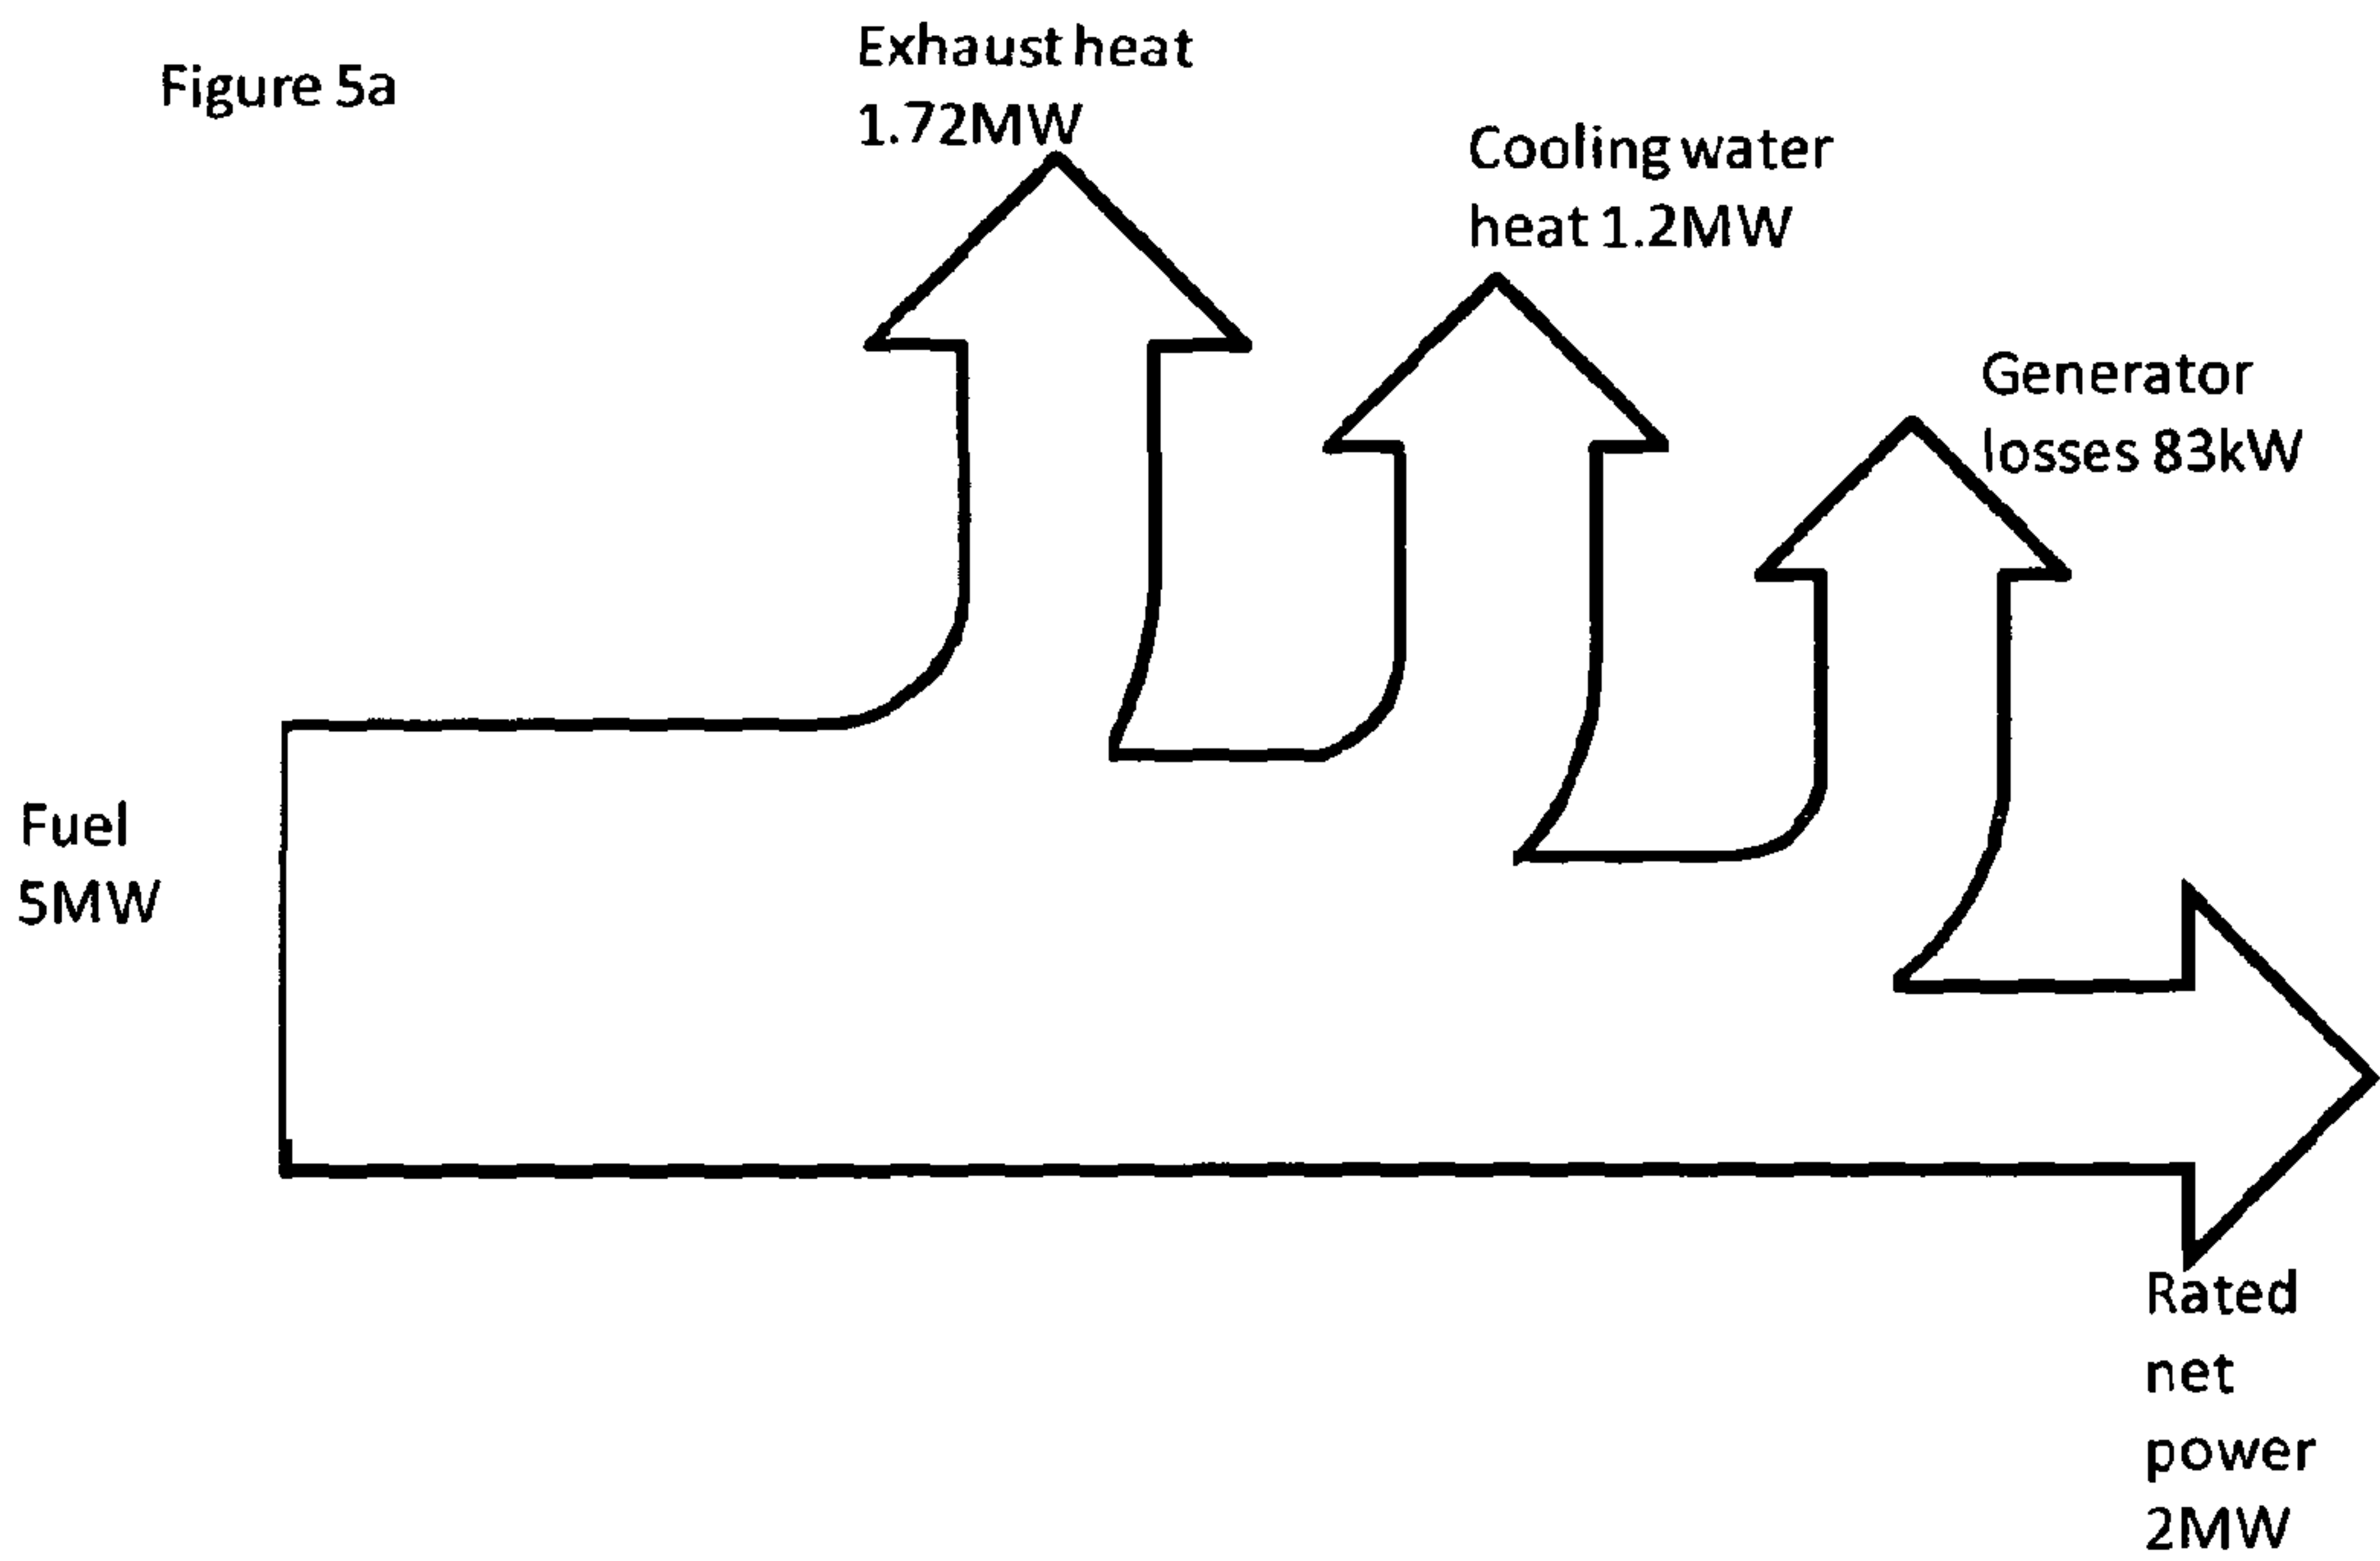 Figure 5a
Exhaust heat
1.72MW
Cooling water
heat 1.2MW
Generator
losses 83kW
Fuel
5MW
Rated
net
power
2MW